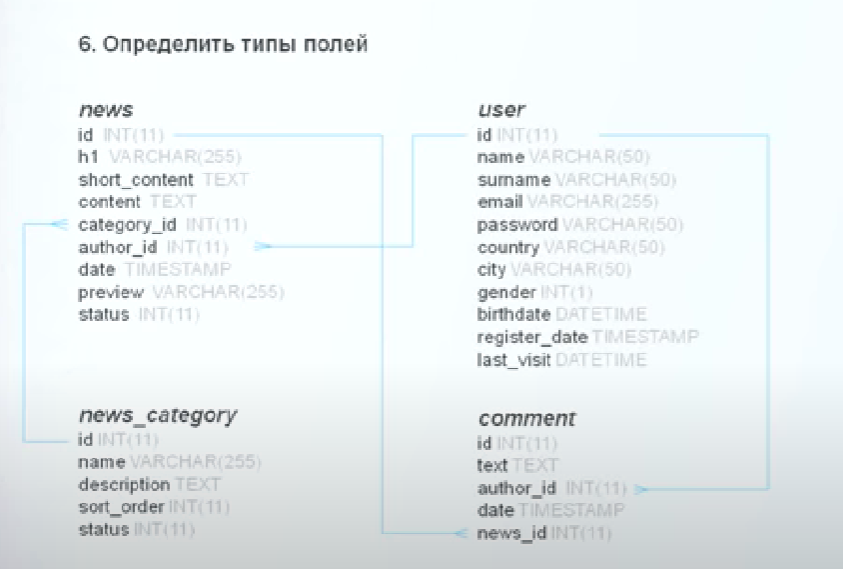 6. Определить типы полей
news
id INT(11)
h1 VARCHAR(255)
short_content TEXT
content TEXT
category_id INT(11)
author_id INT(11)
date TIMESTAMP
preview VARCHAR(255)
status INT(11)
user
id INT(11)
name VARCHAR(50)
surname VARCHAR(50)
email VARCHAR(255)
password VARCHAR(50)
country VARCHAR(50)
city VARCHAR(50)
gender INT(1)
birthdate DATETIME
register_date TIMESTAMP
last_visit DATETIME
news_category
id INT(11)
name VARCHAR(255)
description TEXT
sort_order INT(11)
status INT(11)
comment
id INT(11)
text TEXT
author_id INT(11)
date TIMESTAMP
news_id INT(11)